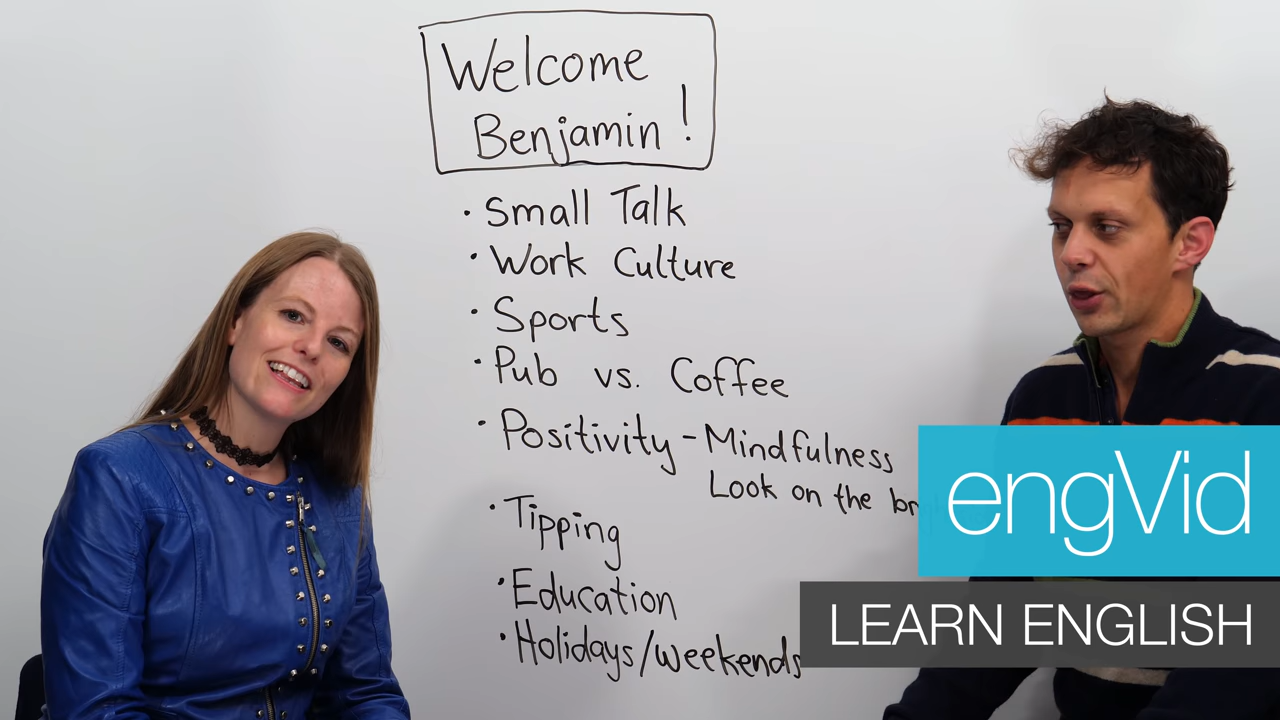 Welcome
Benjamin!
• Small Talk
• Work Culture
• Sports
• Pub vs. Coffee
• Positivity - Mindfulness
Look on the
• Tipping
• Education
• Holidays/weekends
engVid
LEARN ENGLISH